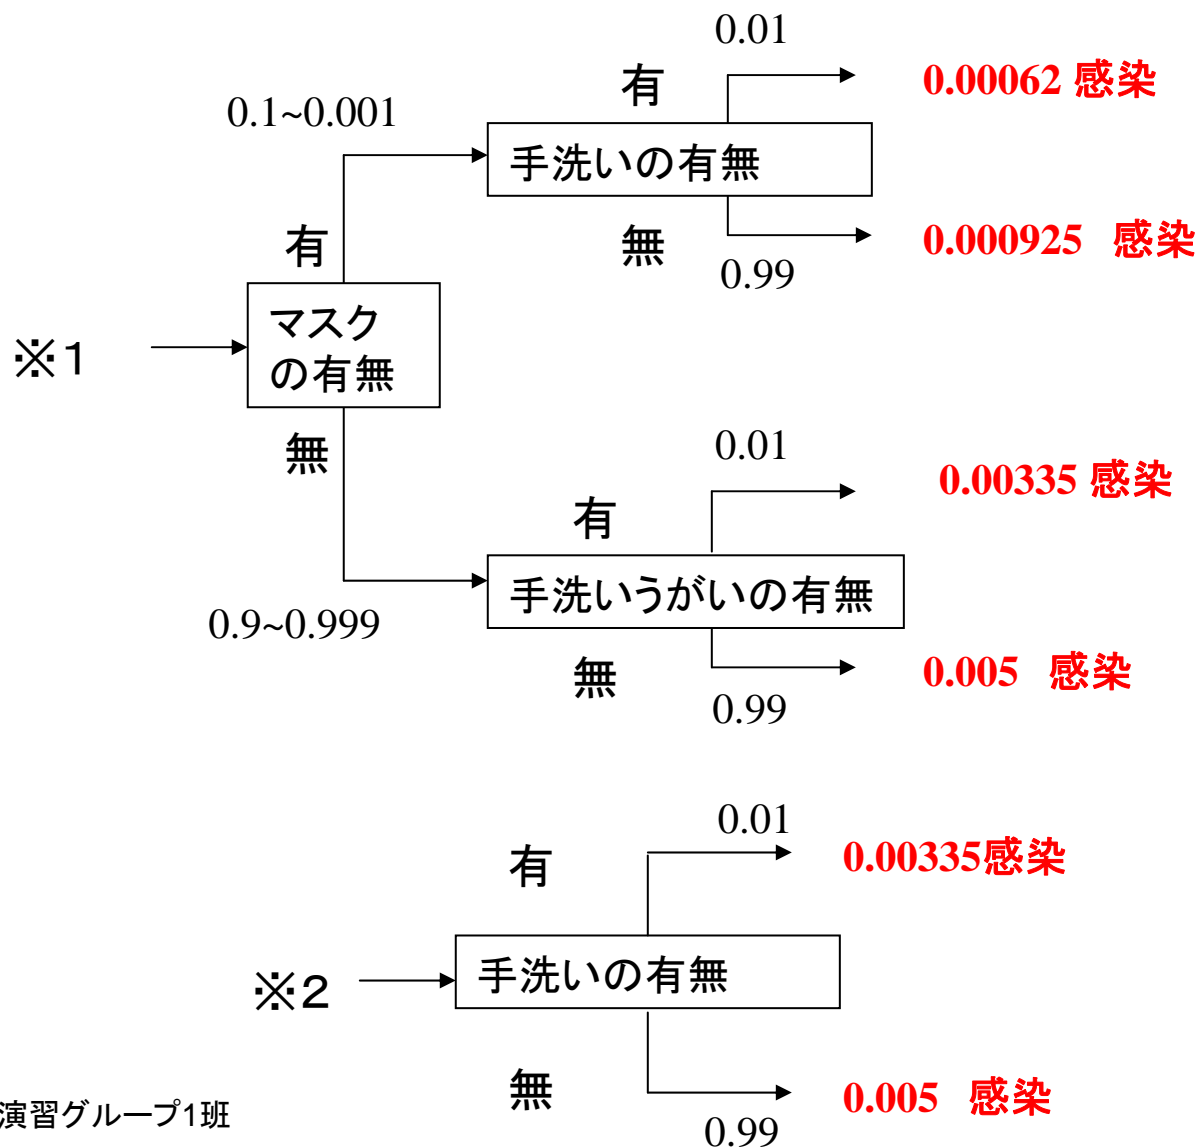 0.01
有
0.00062 感染
0.1~0.001
手洗いの有無
有
無
0.000925 感染
0.99
マスク
の有無
※1
無
0.01
0.00335 感染
有
手洗いうがいの有無
0.9~0.999
無
0.005 感染
0.99
0.01
有
0.00335感染
手洗いの有無
※2
無
0.005 感染
0.99
演習グループ1班